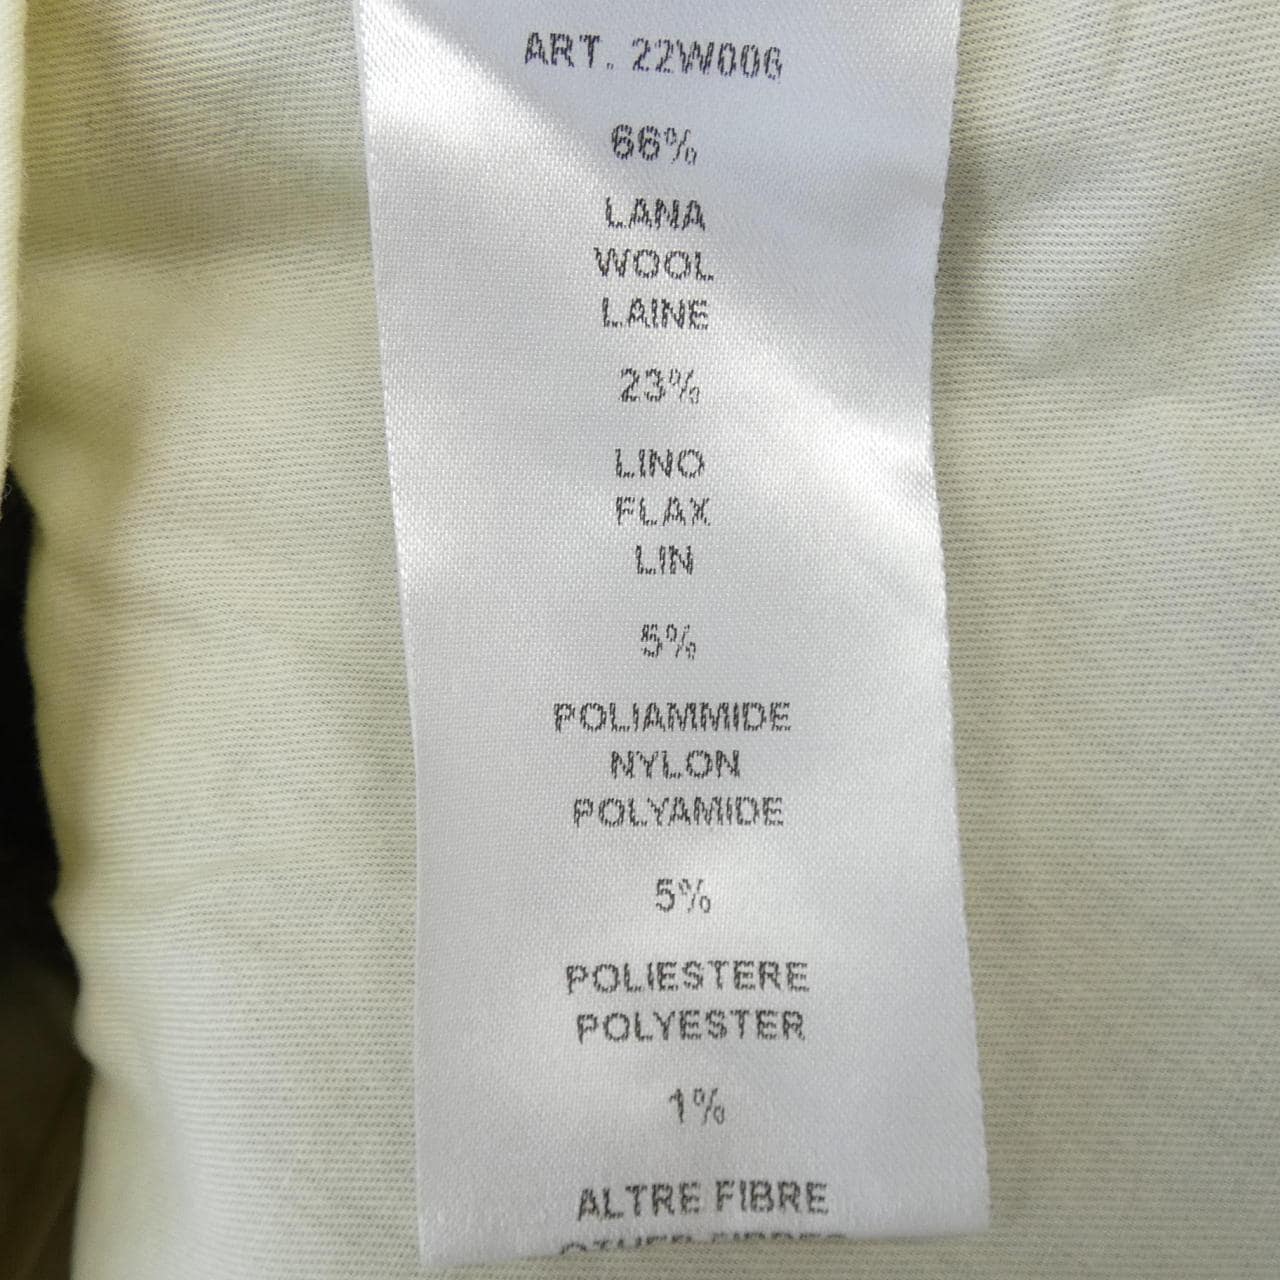 ART. 22W006
66%
LANA
WOOL
LAINE
23%
LINO
FLAX
LIN
5%
POLIAMMIDE
NYLON
POLYAMIDE
5%
POLIESTERE
POLYESTER
1%
ALTRE FIBRE